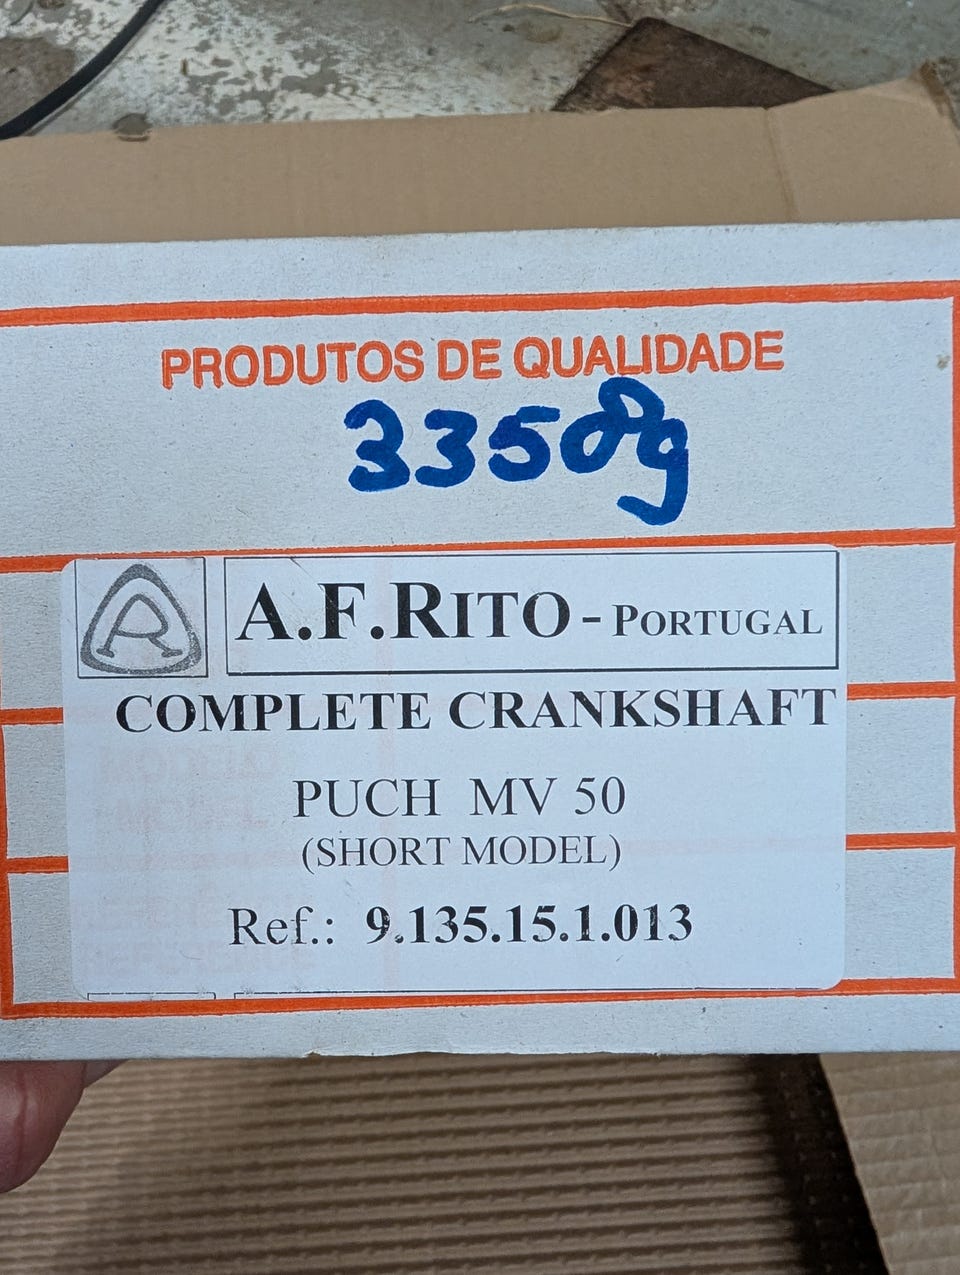 PRODUTOS DE QUALIDADE
3350g
R
A.F.RITO - PORTUGAL
COMPLETE CRANKSHAFT
PUCH MV 50
(SHORT MODEL)
Ref.: 9.135.15.1.013